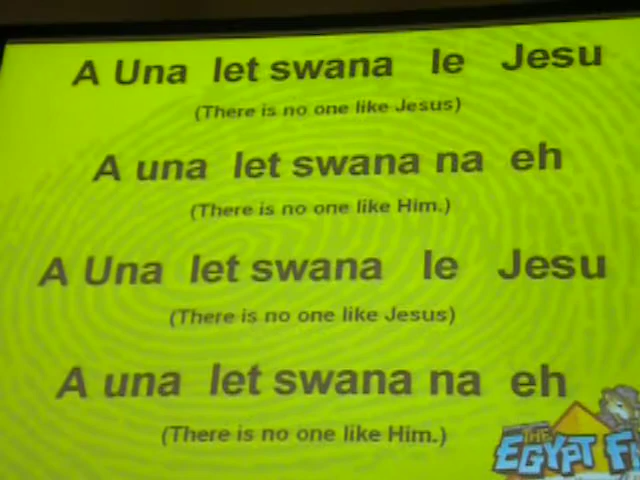 A Una let swana le Jesu
(There is no one like Jesus)
A una let swana na eh
(There is no one like Him.)
A Una let swana le Jesu
(There is no one like Jesus)
A una let swana na eh
(There is no one like Him.)
THE
EGYPT